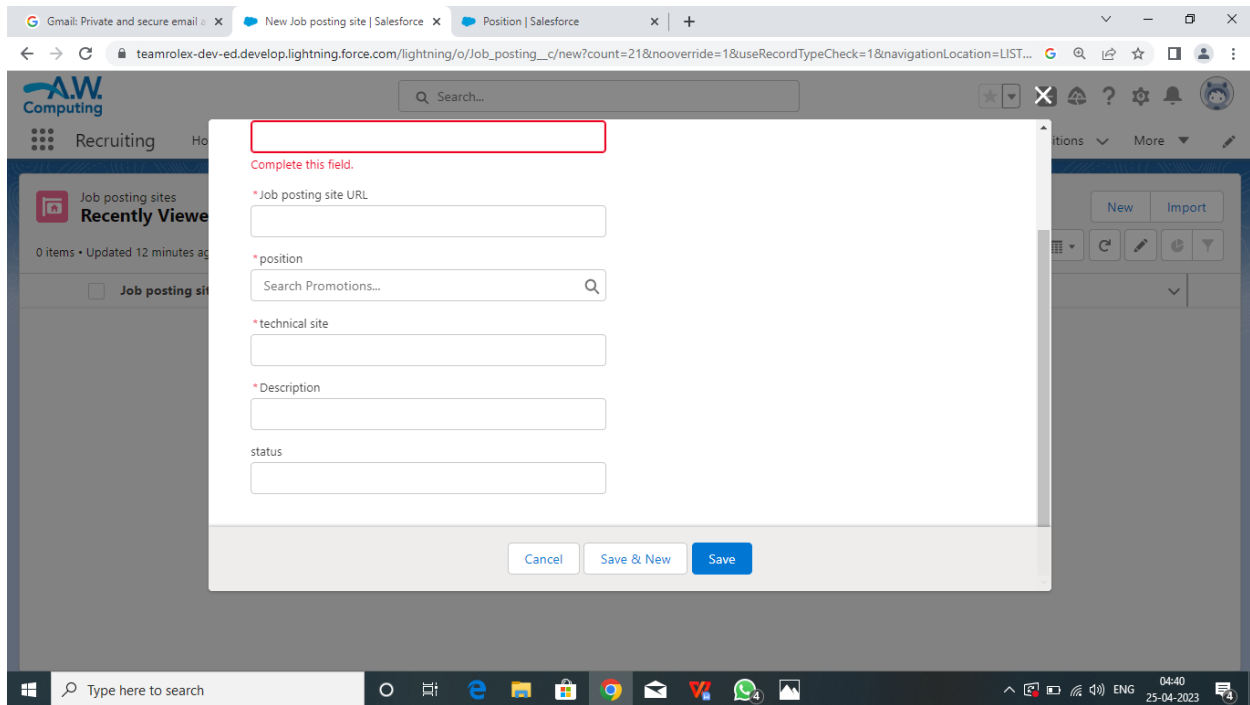 Gmail: Private and secure email a
New Job posting site | Salesforce
Position | Salesforce
teamrolex-dev-ed.develop.lightning.force.com/lightning/o/Job_posting__c/new?count=21&nooverride=1&useRecordTypeCheck=1&navigationLocation=LIST...
A.W.
Computing
Search...
Recruiting
Ho
itions
More
Complete this field.
*Job posting site URL
*position
Search Promotions...
*technical site
*Description
status
Cancel
Save & New
Save
Job posting sites
Recently Viewe
New
Import
0 items • Updated 12 minutes ag
Job posting sit
Type here to search
4
ENG
04:40
25-04-2023
4